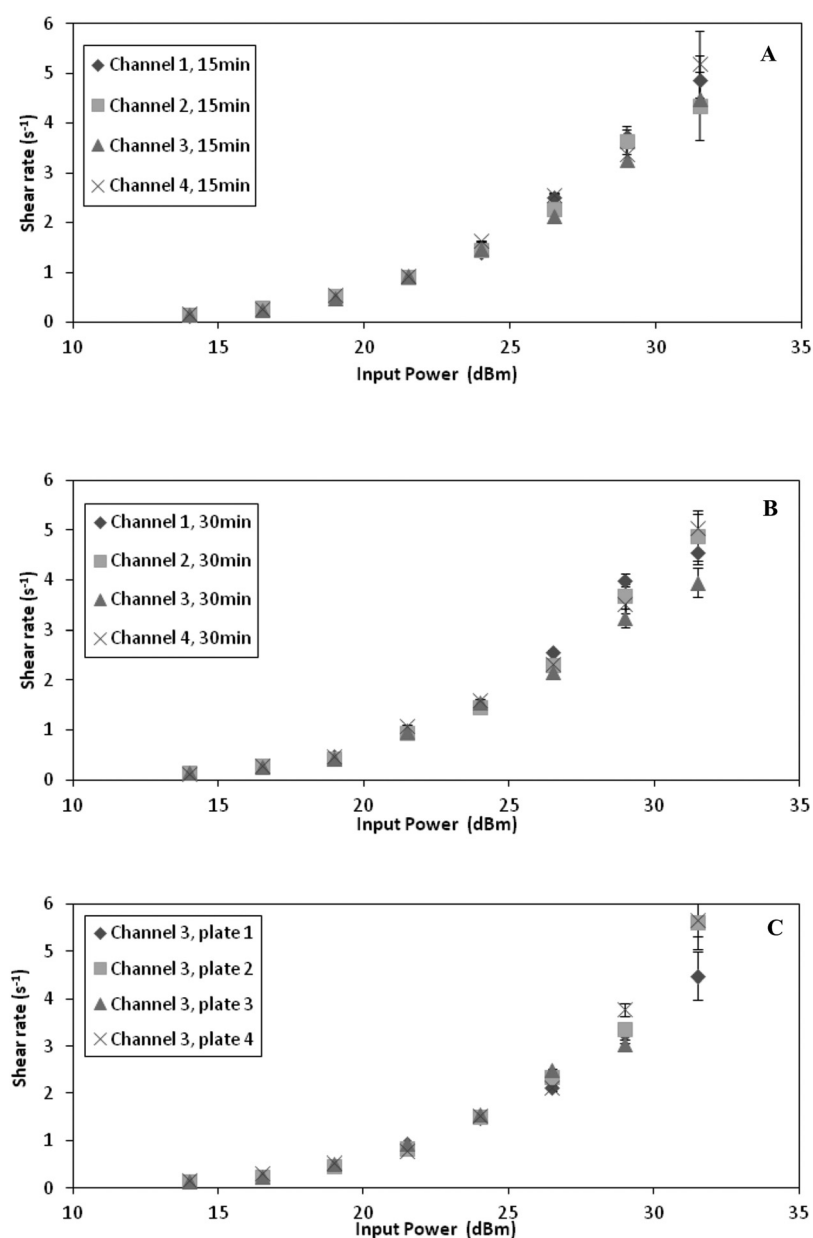 A
6
5
4
3
2
1
0
Shear rate (s⁻¹)
Channel 1, 15min
Channel 2, 15min
Channel 3, 15min
Channel 4, 15min
10 15 20 25 30 35
Input Power (dBm)
B
6
5
4
3
2
1
0
Shear rate (s⁻¹)
Channel 1, 30min
Channel 2, 30min
Channel 3, 30min
Channel 4, 30min
10 15 20 25 30 35
Input Power (dBm)
C
6
5
4
3
2
1
0
Shear rate (s⁻¹)
Channel 3, plate 1
Channel 3, plate 2
Channel 3, plate 3
Channel 3, plate 4
10 15 20 25 30 35
Input Power (dBm)